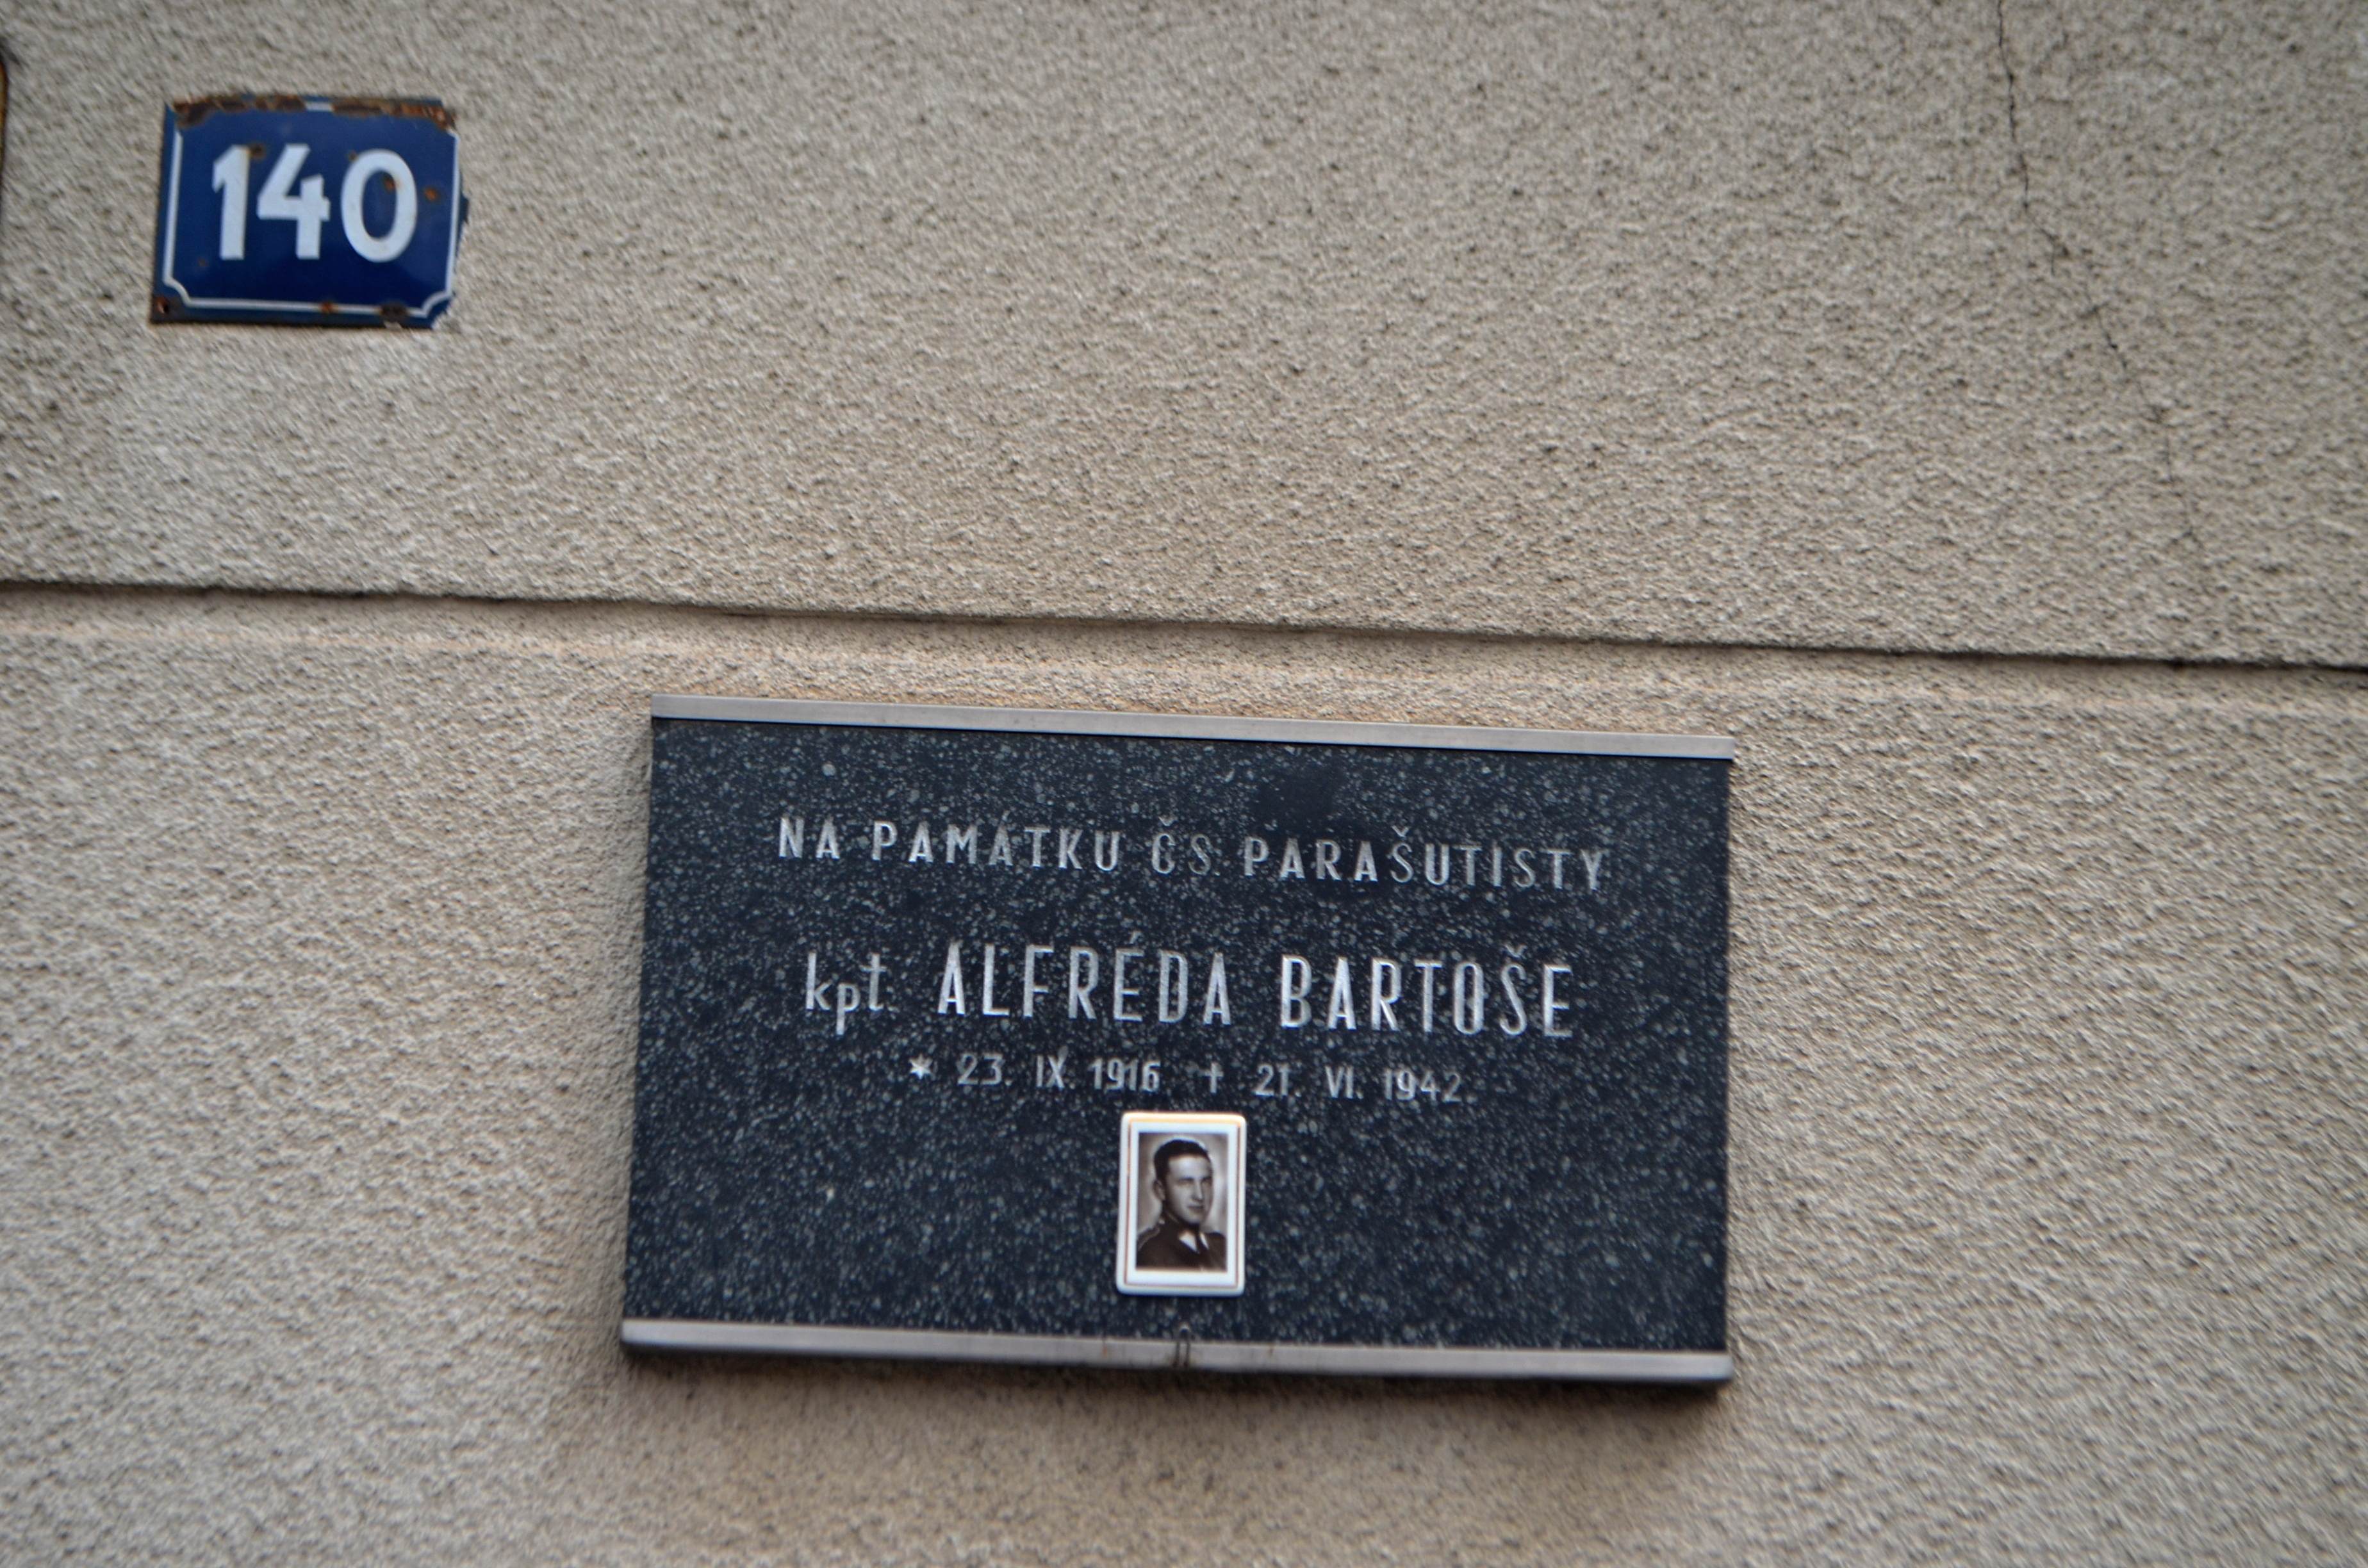 140
NA PAMÁTKU ČS. PARAŠUTISTY
kpt. ALFRÉDA BARTOŠE
* 23. IX. 1916 † 21. VI. 1942